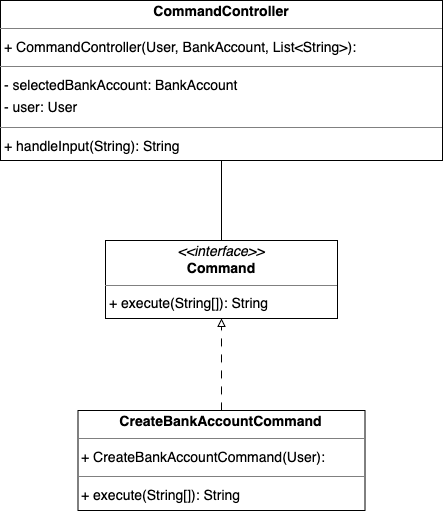 CommandController
+ CommandController(User, BankAccount, List<String>):
- selectedBankAccount: BankAccount
- user: User
+ handleInput(String): String
<<interface>>
Command
+ execute(String[]): String
CreateBankAccountCommand
+ CreateBankAccountCommand(User):
+ execute(String[]): String